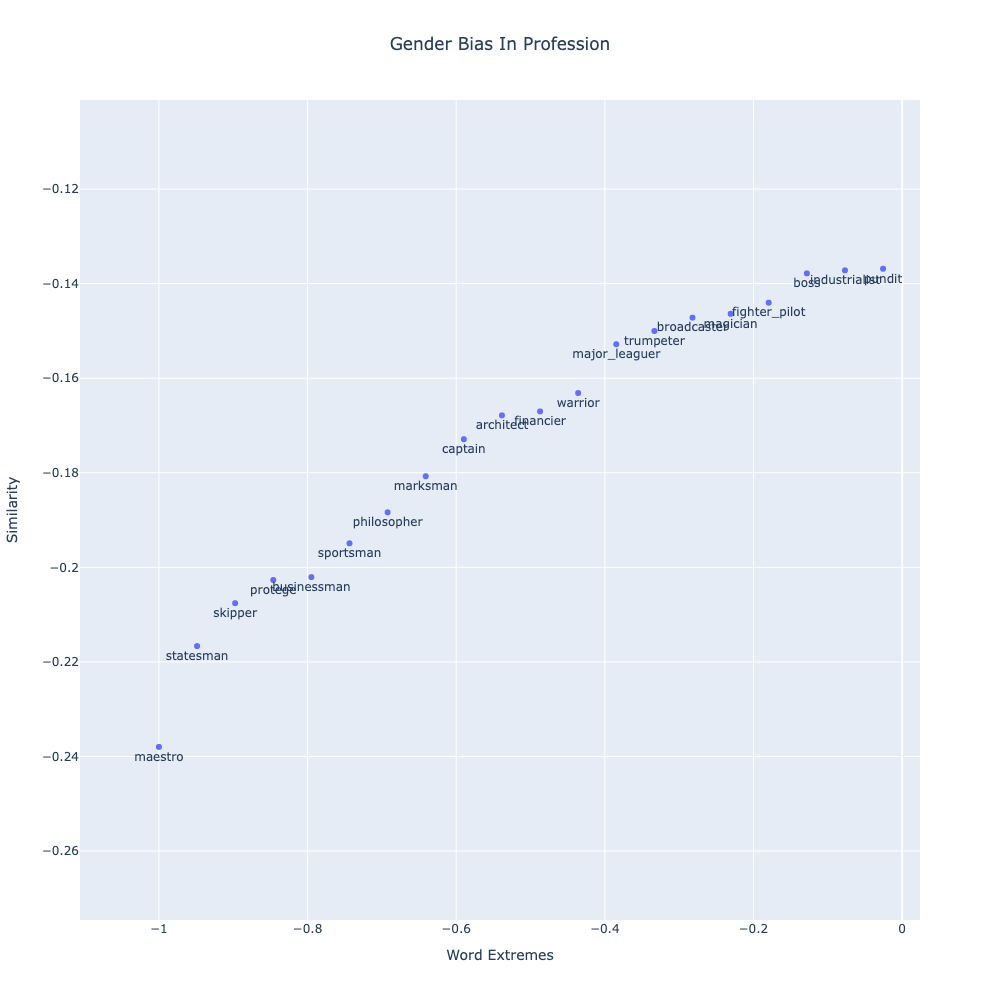 Gender Bias In Profession
−0.12
−0.14
−0.16
−0.18
−0.2
−0.22
−0.24
−0.26
Similarity
pundit
industrialist
boss
fighter_pilot
magician
broadcaster
trumpeter
major_leaguer
warrior
financier
architect
captain
marksman
philosopher
sportsman
businessman
protege
skipper
statesman
maestro
−1
−0.8
−0.6
−0.4
−0.2
0
Word Extremes